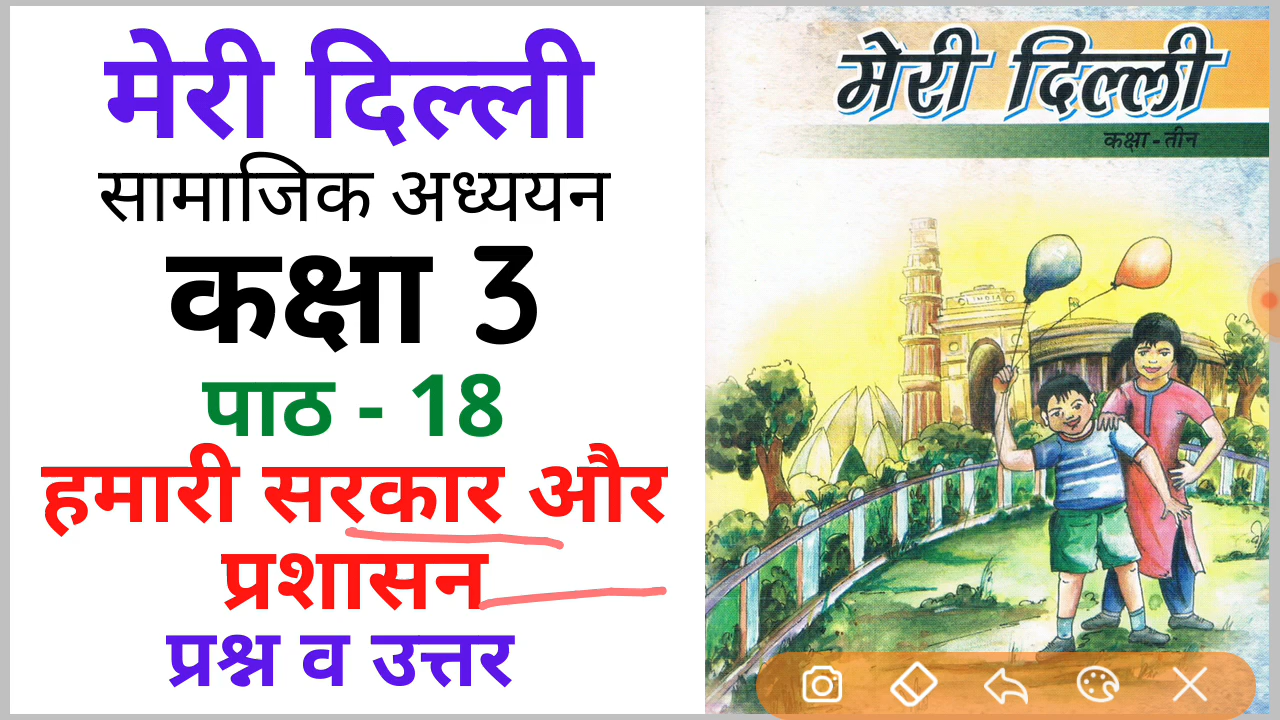 मेरी दिल्ली
सामाजिक अध्ययन
कक्षा 3
पाठ - 18
हमारी सरकार और
प्रशासन
प्रश्न व उत्तर
मेरी दिल्ली
कक्षा - तीन
INDIA